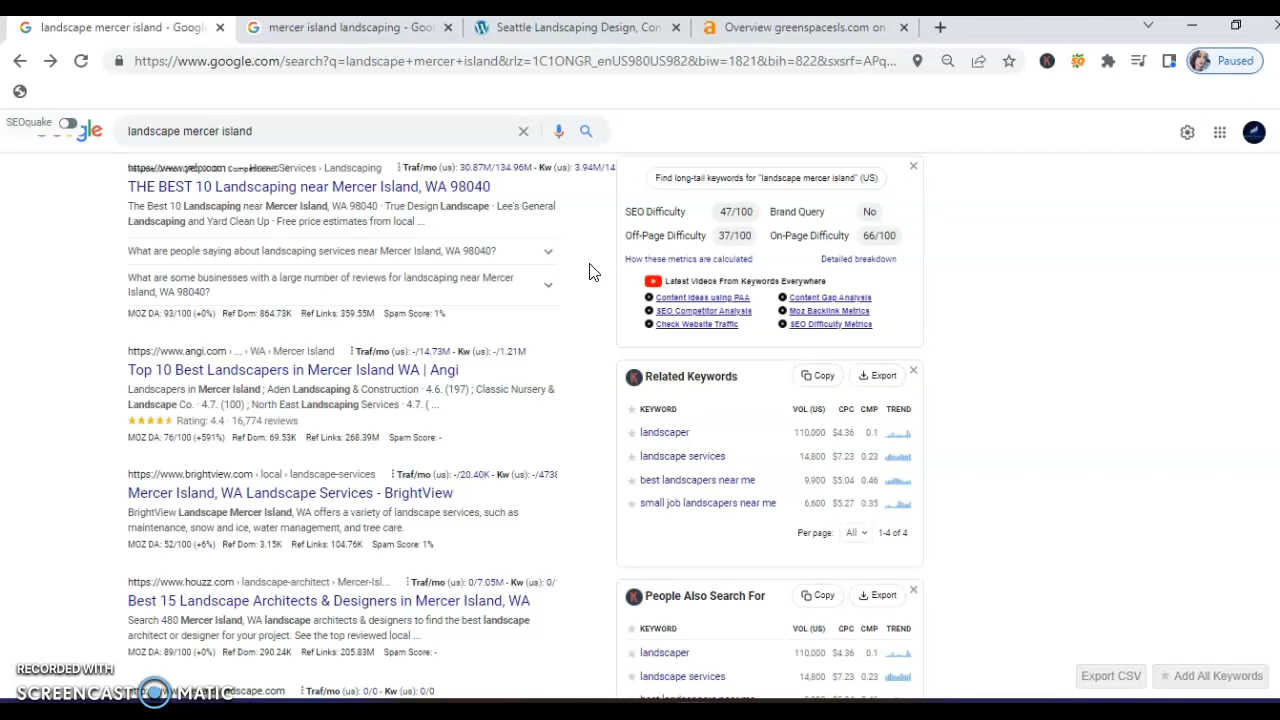 landscape mercer island - Google
mercer island landscaping - Goo
Seattle Landscaping Design, Con
Overview greenspacesl.com on
https://www.google.com/search?q=landscape+mercer+island&rlz=1C1ONGR_enUS980US982&biw=1821&bih=822&sxsrf=APq...
Paused
SEOquake
landscape mercer island
https://www.yelp.com Services › Landscaping
Traf/mo (us): 30.87M/134.96M - Kw (us): 3.94M/14
THE BEST 10 Landscaping near Mercer Island, WA 98040
The Best 10 Landscaping near Mercer Island, WA 98040 · True Design Landscape · Lee's General
Landscaping and Yard Clean Up · Free price estimates from local ...
What are people saying about landscaping services near Mercer Island, WA 98040?
What are some businesses with a large number of reviews for landscaping near Mercer
Island, WA 98040?
MOZ DA: 93/100 (+0%) Ref Dom: 864.73K Ref Links: 359.55M Spam Score: 1%
https://www.angi.com › ... › WA › Mercer Island
Traf/mo (us): -/14.73M - Kw (us): -/1.21M
Top 10 Best Landscapers in Mercer Island WA | Angi
Landscapers in Mercer Island ; Aden Landscaping & Construction · 4.6. (197) ; Classic Nursery &
Landscape Co. · 4.7. (100) ; North East Landscaping Services · 4.7. ( ...
Rating: 4.4 · 16,774 reviews
MOZ DA: 76/100 (+591%) Ref Dom: 69.53K Ref Links: 268.39M Spam Score: -
https://www.brightview.com › local › landscape-services
Traf/mo (us): -/20.40K - Kw (us): -/4738
Mercer Island, WA Landscape Services - BrightView
BrightView Landscape Mercer Island, WA offers a variety of landscape services, such as
maintenance, snow and ice, water management, and tree care.
MOZ DA: 52/100 (+6%) Ref Dom: 3.15K Ref Links: 104.76K Spam Score: 1%
https://www.houzz.com › landscape-architect › Mercer-Isl...
Traf/mo (us): 0/7.05M - Kw (us): 0/
Best 15 Landscape Architects & Designers in Mercer Island, WA
Search 480 Mercer Island, WA landscape architects & designers to find the best landscape
architect or designer for your project. See the top reviewed local ...
MOZ DA: 89/100 (+0%) Ref Dom: 290.24K Ref Links: 205.83M Spam Score: -
Traf/mo (us): 0/0 - Kw (us): 0/0
Find long-tail keywords for "landscape mercer island" (US)
SEO Difficulty 47/100 Brand Query No
Off-Page Difficulty 37/100 On-Page Difficulty 66/100
How these metrics are calculated Detailed breakdown
Latest Videos From Keywords Everywhere
Content Ideas using PAA Content Gap Analysis
SEO Competitor Analysis Moz Backlink Metrics
Check Website Traffic SEO Difficulty Metrics
Related Keywords Copy Export
KEYWORD VOL (US) CPC CMP TREND
landscaper 110,000 $4.36 0.1
landscape services 14,800 $7.23 0.23
best landscapers near me 9,900 $5.04 0.46
small job landscapers near me 6,600 $5.27 0.35
Per page: All 1-4 of 4
People Also Search For Copy Export
KEYWORD VOL (US) CPC CMP TREND
landscaper 110,000 $4.36 0.1
landscape services 14,800 $7.23 0.23
Export CSV Add All Keywords
RECORDED WITH
SCREENCAST MATIC